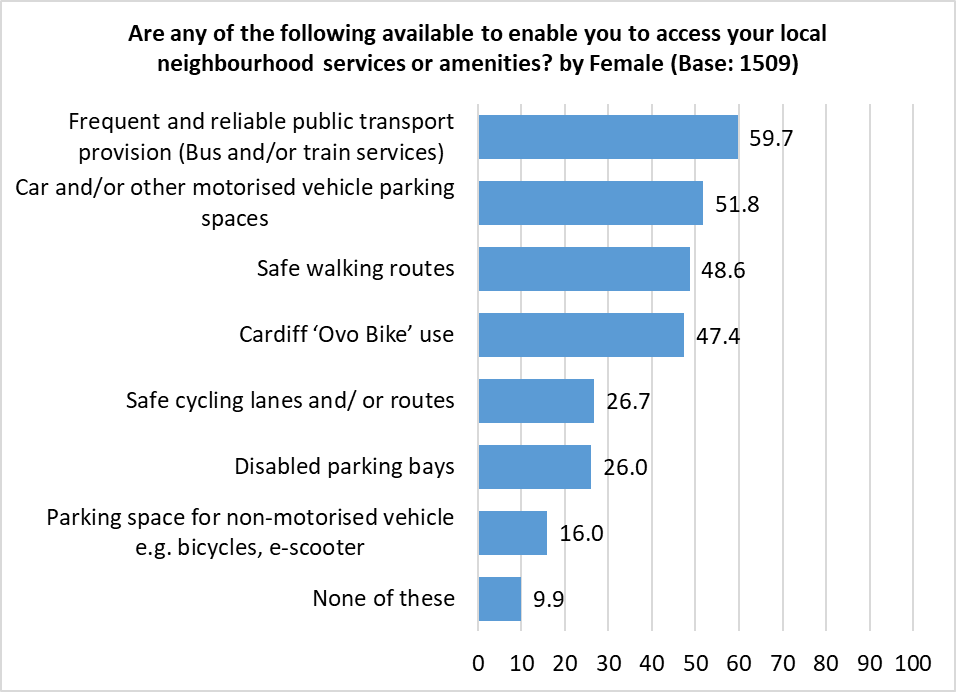 Are any of the following available to enable you to access your local
neighbourhood services or amenities? by Female (Base: 1509)
Frequent and reliable public transport
provision (Bus and/or train services)
59.7
Car and/or other motorised vehicle parking
spaces
51.8
Safe walking routes
48.6
Cardiff ‘Ovo Bike’ use
47.4
Safe cycling lanes and/ or routes
26.7
Disabled parking bays
26.0
Parking space for non-motorised vehicle
e.g. bicycles, e-scooter
16.0
None of these
9.9
0 10 20 30 40 50 60 70 80 90 100